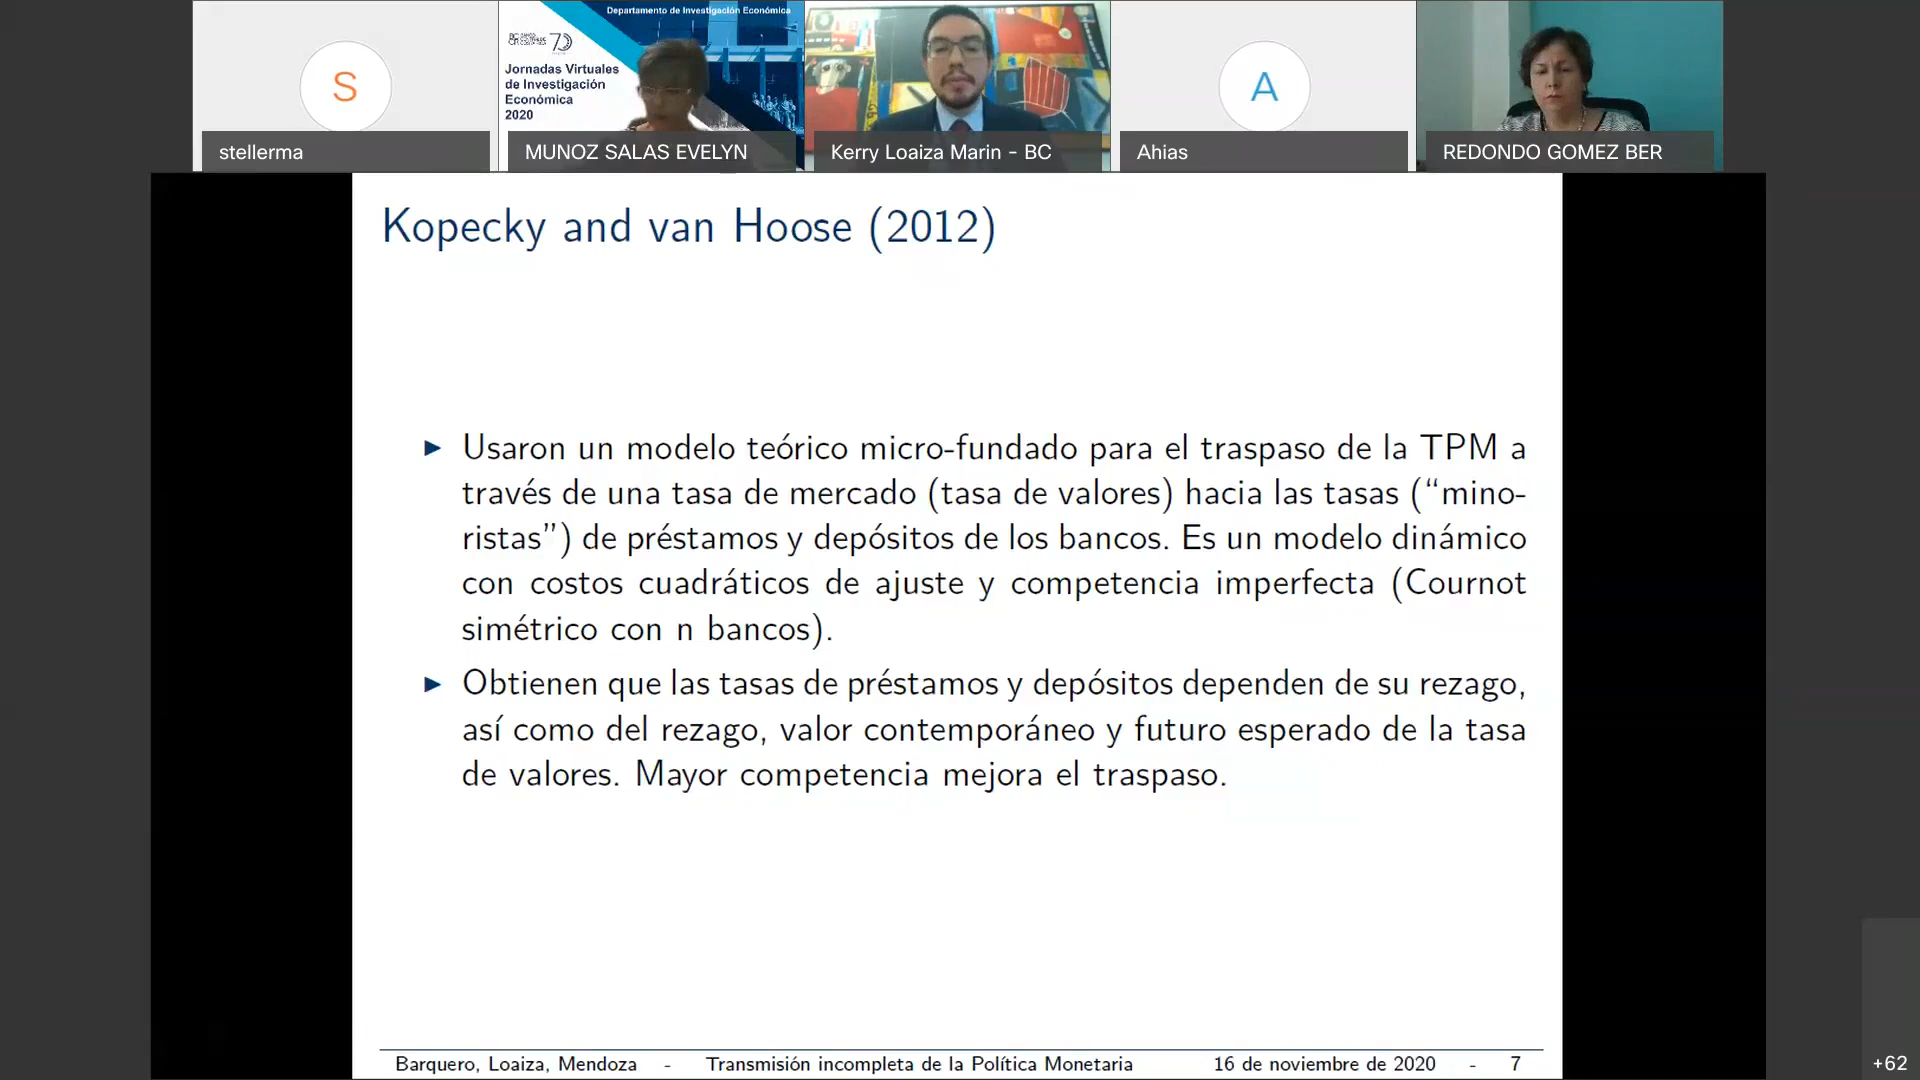 Departamento de Investigación Económica
70
Jornadas Virtuales
de Investigación
Económica
2020
S
A
stellerma
MUNOZ SALAS EVELYN
Kerry Loaiza Marin - BC
Ahias
REDONDO GOMEZ BER
Kopecky and van Hoose (2012)
► Usaron un modelo teórico micro-fundado para el traspaso de la TPM a
través de una tasa de mercado (tasa de valores) hacia las tasas (“mino-
ristas”) de préstamos y depósitos de los bancos. Es un modelo dinámico
con costos cuadráticos de ajuste y competencia imperfecta (Cournot
simétrico con n bancos).
► Obtienen que las tasas de préstamos y depósitos dependen de su rezago,
así como del rezago, valor contemporáneo y futuro esperado de la tasa
de valores. Mayor competencia mejora el traspaso.
Barquero, Loaiza, Mendoza - Transmisión incompleta de la Política Monetaria 16 de noviembre de 2020 - 7
+62